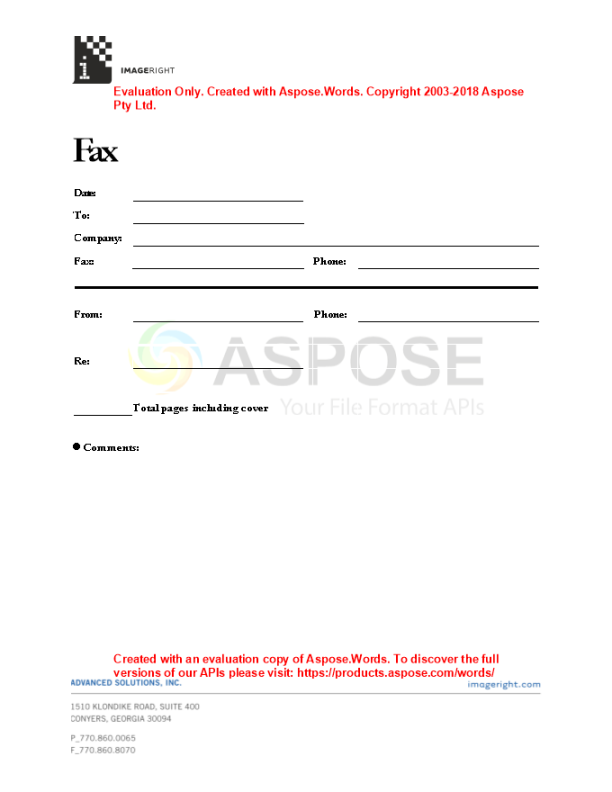 IMAGERIGHT
Evaluation Only. Created with Aspose.Words. Copyright 2003-2018 Aspose
Pty Ltd.
Fax
Date:
To:
Company:
Fax: Phone:
From: Phone:
ASPOSE
Re:
Total pages including cover
Your File Format APIs
Comments:
Created with an evaluation copy of Aspose.Words. To discover the full
versions of our APIs please visit: https://products.aspose.com/words/
ADVANCED SOLUTIONS, INC. imageright.com
1510 KLONDIKE ROAD, SUITE 400
CONYERS, GEORGIA 30094
P_770.860.0065
F_770.860.8070